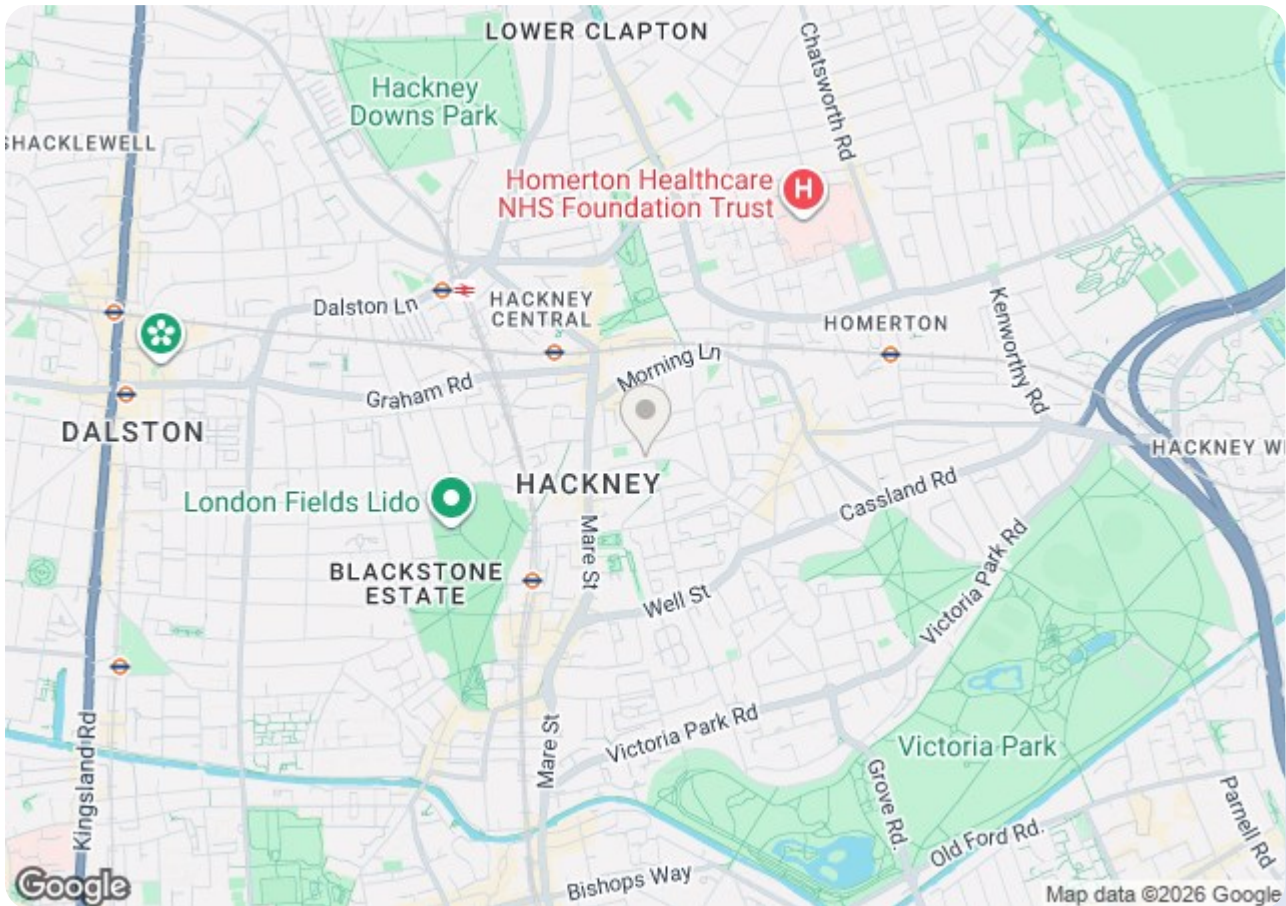 LOWER CLAPTON
Chatsworth Rd
Hackney
Downs Park
SHACKLEWELL
Homerton Healthcare
NHS Foundation Trust
H
Dalston Ln
HACKNEY
CENTRAL
HOMERTON
Kenworthy Rd
Morning Ln
Graham Rd
DALSTON
HACKNEY WI
HACKNEY
London Fields Lido
Cassland Rd
Mare St
BLACKSTONE
ESTATE
Well St
Victoria Park Rd
Kingsland Rd
Mare St
Victoria Park Rd
Victoria Park
Grove Rd.
Parnell Rd
Old Ford Rd.
Bishops Way
Google
Map data ©2026 Google